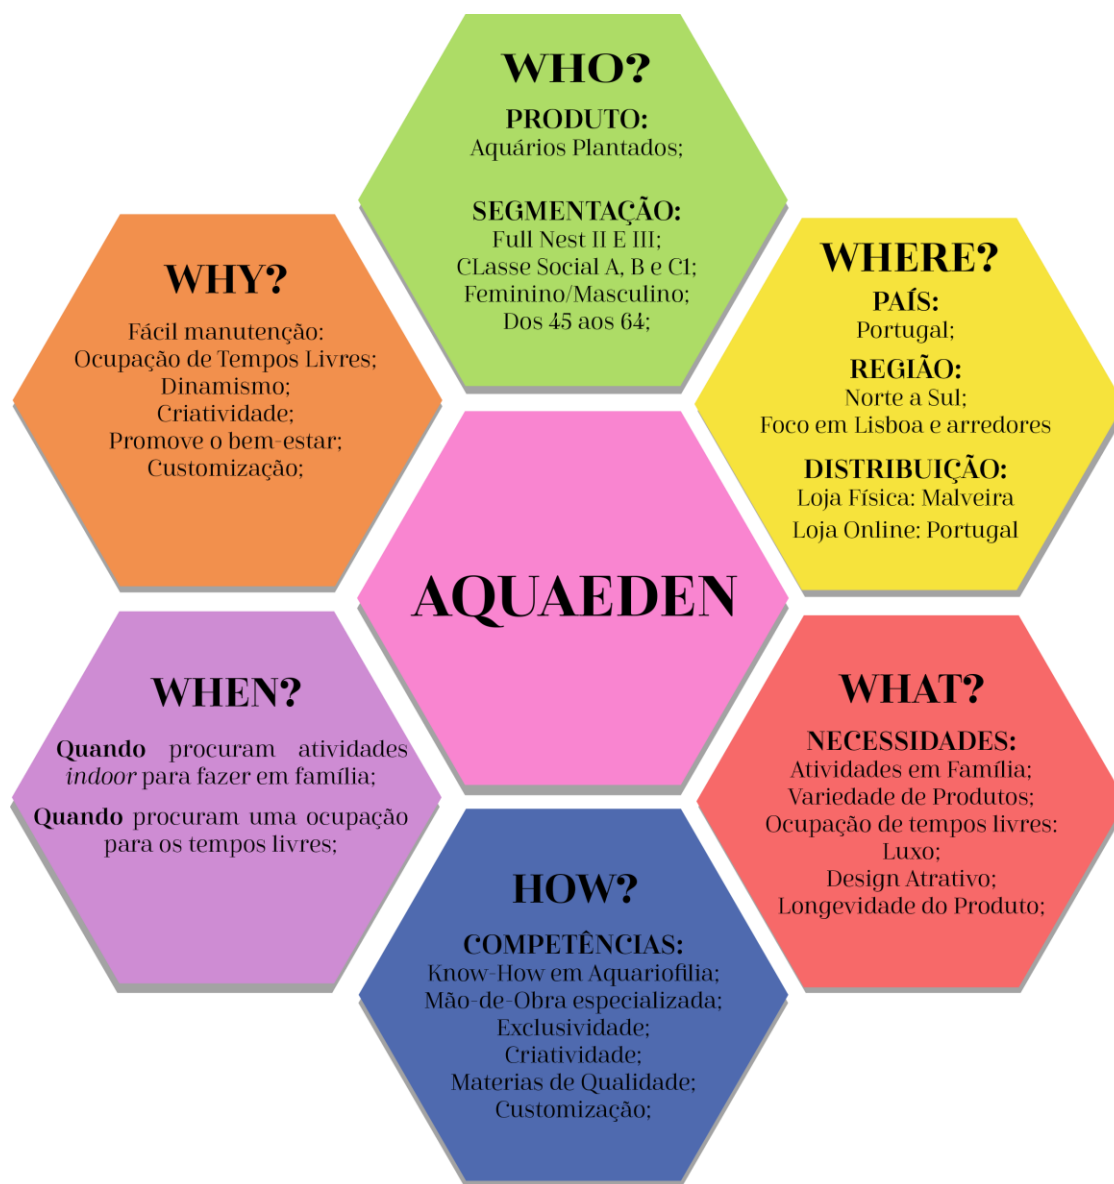 WHO?
PRODUTO:
Aquários Plantados;
SEGMENTAÇÃO:
Full Nest II E III;
CLasse Social A, B e C1;
Feminino/Masculino;
Dos 45 aos 64;
WHERE?
PAÍS:
Portugal;
REGIÃO:
Norte a Sul;
Foco em Lisboa e arredores
DISTRIBUIÇÃO:
Loja Física: Malveira
Loja Online: Portugal
WHAT?
NECESSIDADES:
Atividades em Família;
Variedade de Produtos;
Ocupação de tempos livres:
Luxo;
Design Atrativo;
Longevidade do Produto;
HOW?
COMPETÊNCIAS:
Know-How em Aquariofilia;
Mão-de-Obra especializada;
Exclusividade;
Criatividade;
Materias de Qualidade;
Customização;
WHEN?
Quando procuram atividades
indoor para fazer em família;
Quando procuram uma ocupação
para os tempos livres;
WHY?
Fácil manutenção:
Ocupação de Tempos Livres;
Dinamismo;
Criatividade;
Promove o bem-estar;
Customização;
AQUAEDEN